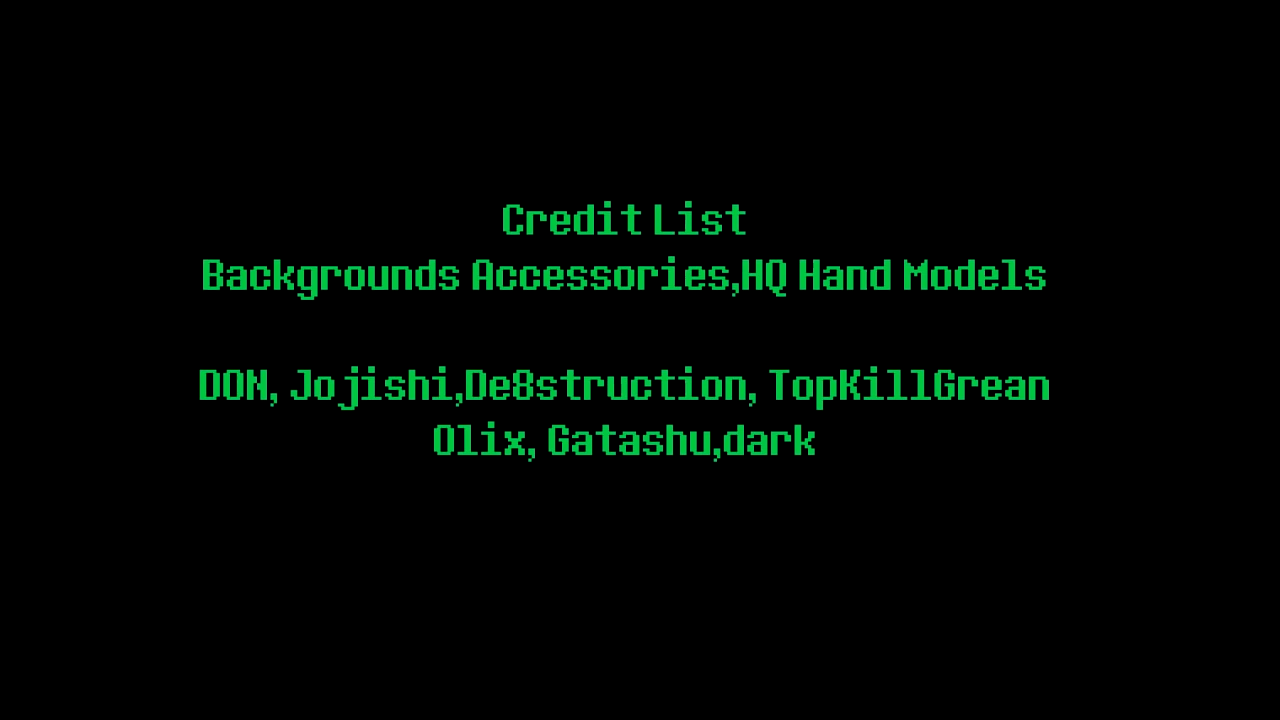 Credit List
Backgrounds Accessories,HQ Hand Models
DON, Jojishi,De8struction, TopKillGrean
Olix, Gatashu,dark